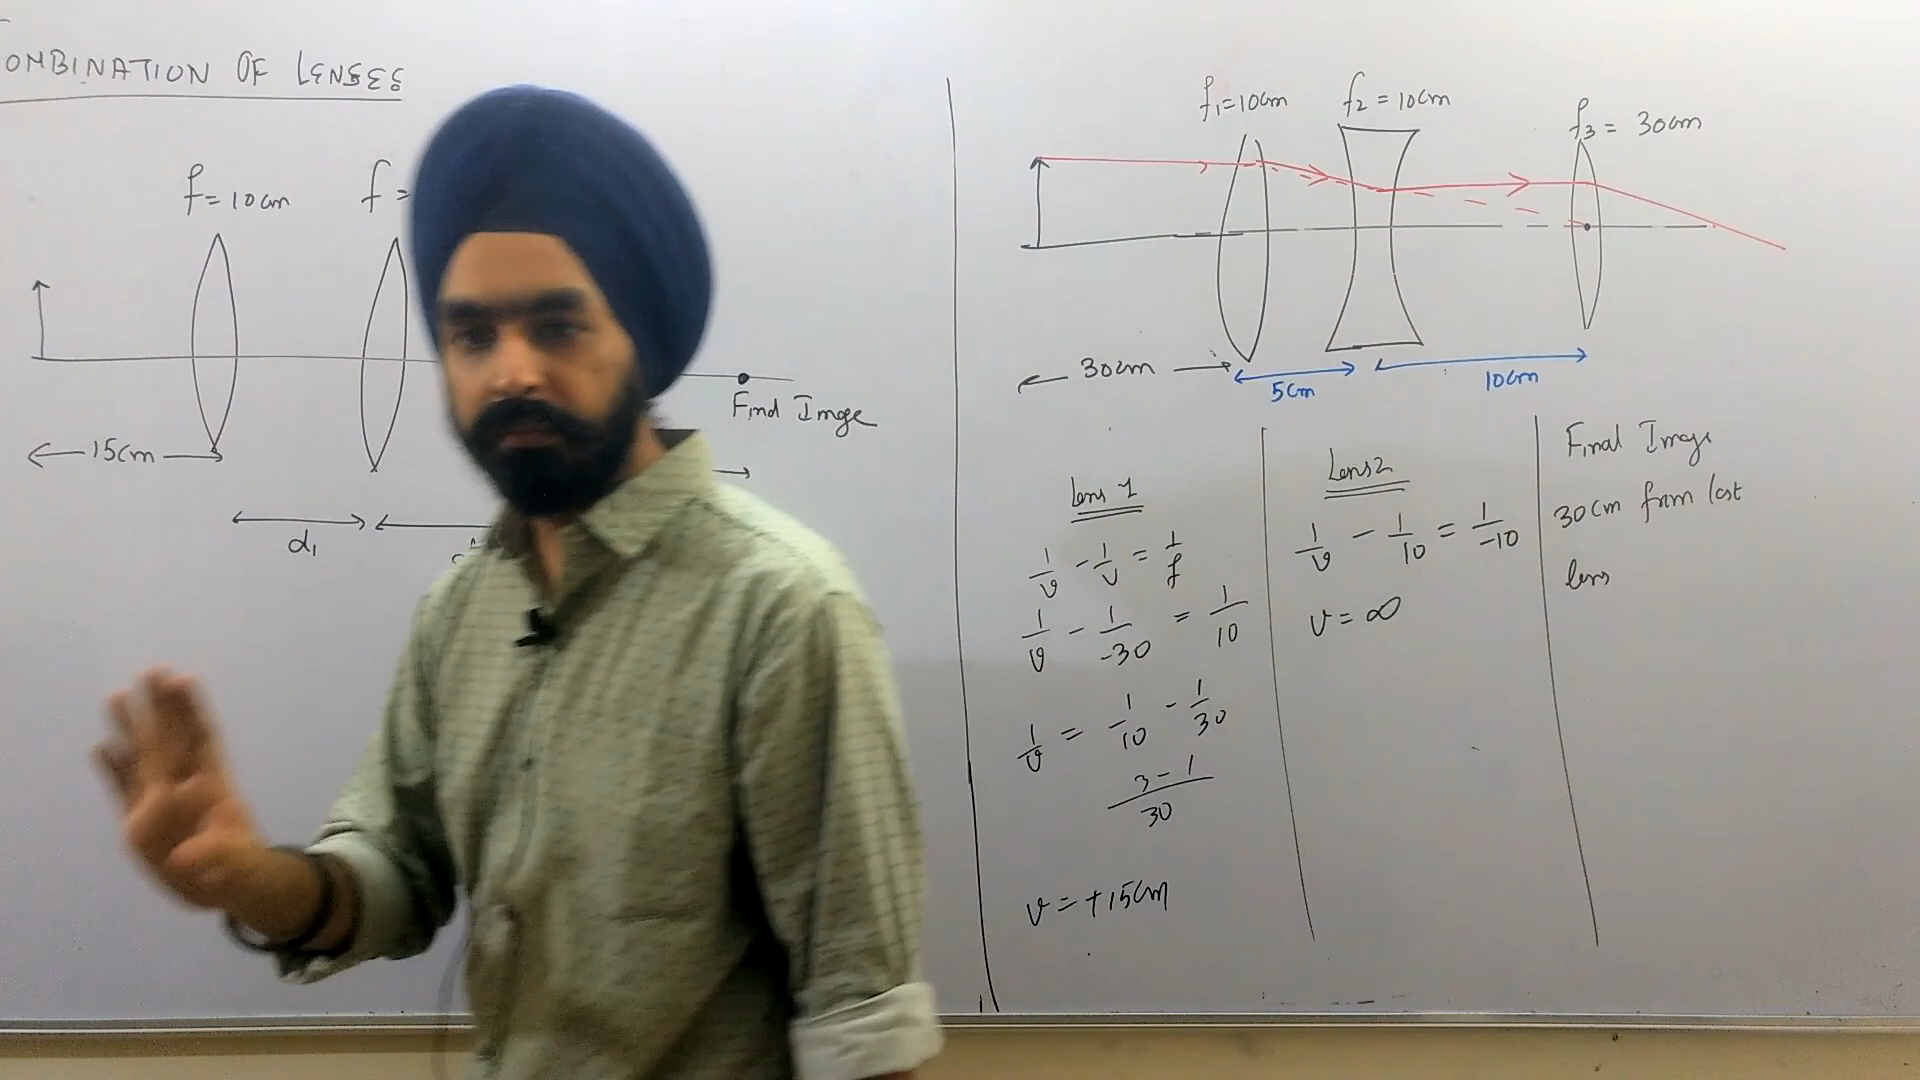 OMBINATION OF LENSES
f=10cm
f=
15cm
d1
Find Imge
f1=10cm
f2=10cm
f3=30cm
30cm
5cm
10cm
Lens 1
1/v - 1/v = 1/f
1/v - 1/-30 = 1/10
1/v = 1/10 - 1/30
3-1/30
v=+15cm
Lens2
1/v - 1/10 = 1/-10
v=∞
Final Image
30cm from last
lens